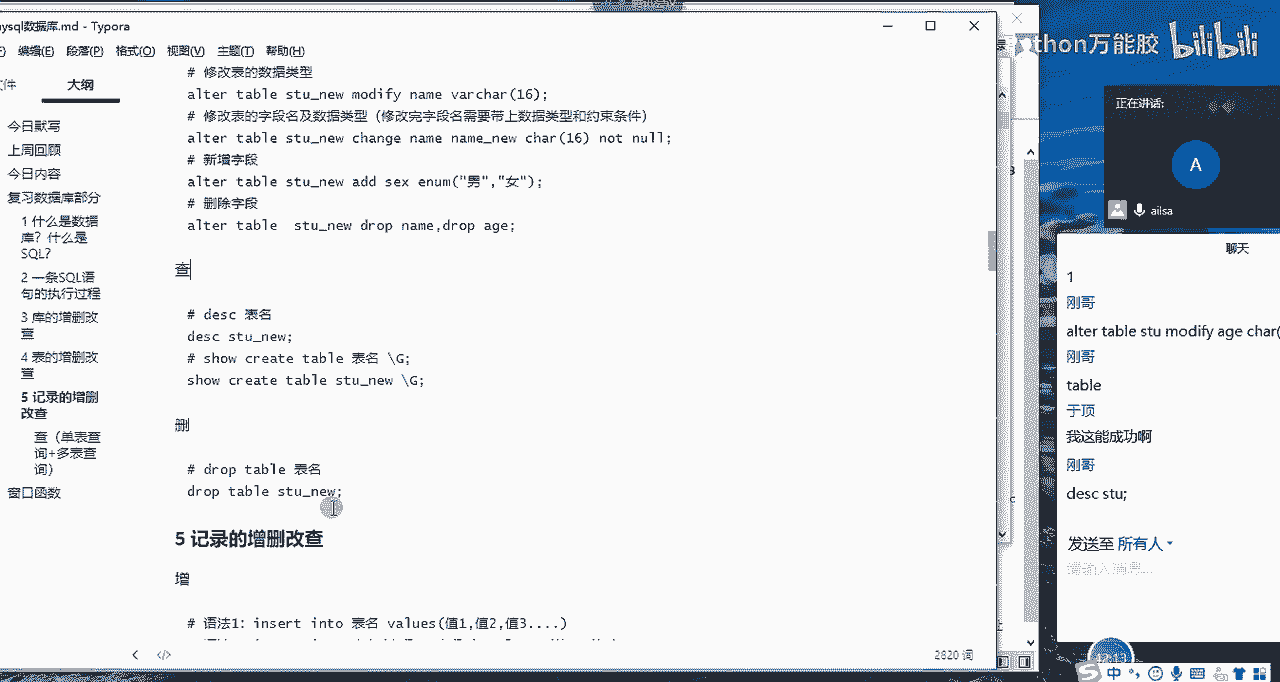 mysql数据库.md - Typora
编辑(E) 段落(P) 格式(O) 视图(V) 主题(T) 帮助(H)
大纲
今日默写
上周回顾
今日内容
复习数据库部分
1 什么是数据
库？什么是
SQL?
2 一条SQL语
句的执行过程
3 库的增删改
查
4 表的增删改
查
5 记录的增删
改查
查（单表查
询+多表查
询）
窗口函数
# 修改表的数据类型
alter table stu_new modify name varchar(16);
# 修改表的字段名及数据类型（修改完字段名需要带上数据类型和约束条件）
alter table stu_new change name name_new char(16) not null;
# 新增字段
alter table stu_new add sex enum("男","女");
# 删除字段
alter table  stu_new drop name,drop age;
查
# desc 表名
desc stu_new;
# show create table 表名 \G;
show create table stu_new \G;
删
# drop table 表名
drop table stu_new;
5 记录的增删改查
增
# 语法1: insert into 表名 values(值1,值2,值3....)
2820 词
thon万能胶 bilibili
正在讲话:
A
ailsa
聊天
1
刚哥
alter table stu modify age char(
刚哥
table
于顶
我这能成功啊
刚哥
desc stu;
发送至 所有人
中